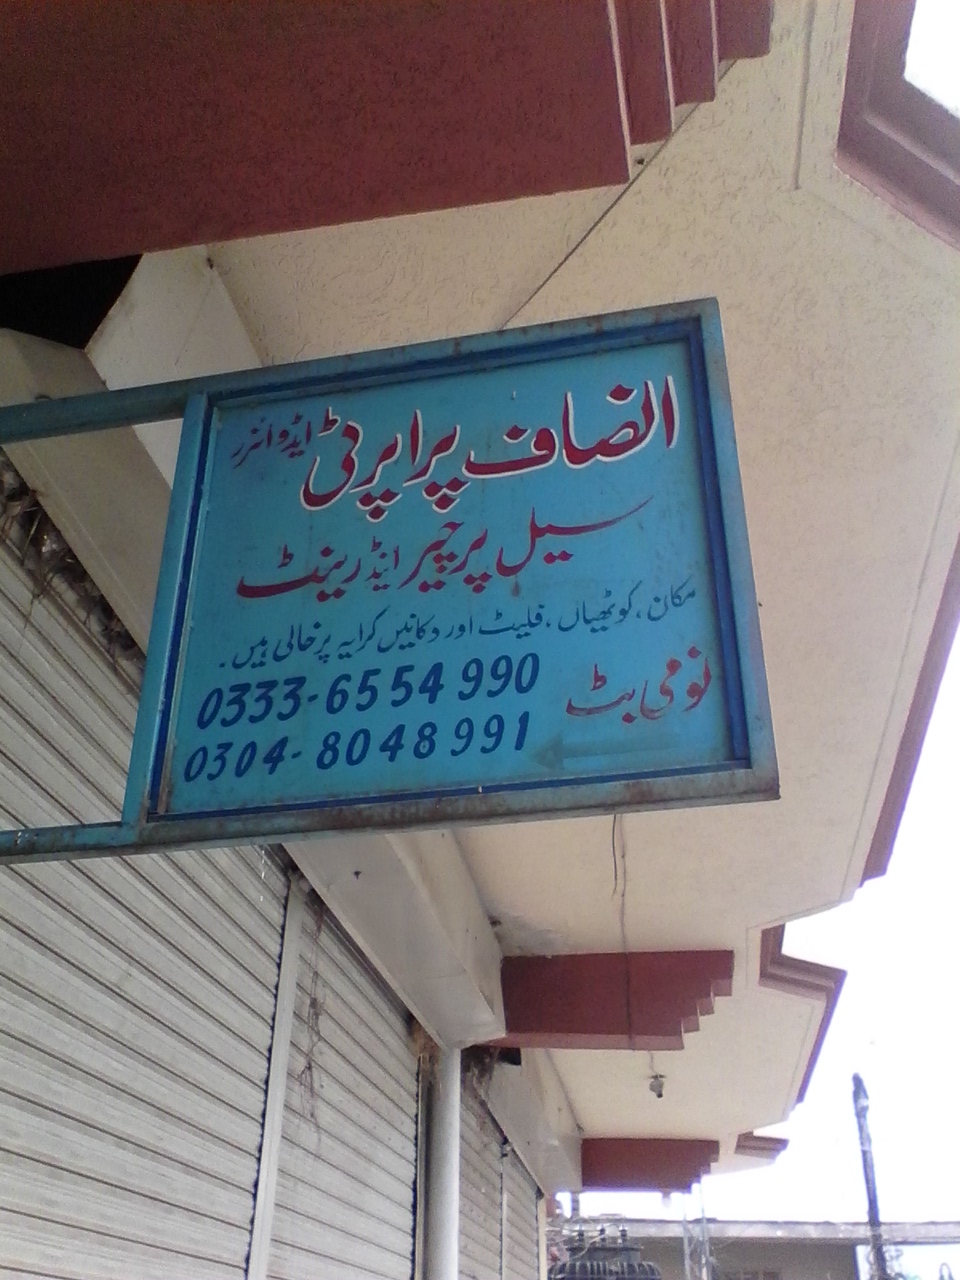 انصاف پراپرٹی ایڈوائزر
سیل پرچیز اینڈ رینٹ
مکان، کوٹھیاں، فلیٹ اور دکانیں کرایہ پر خالی ہیں۔
نومی بٹ
0333-6554990
0304-8048991